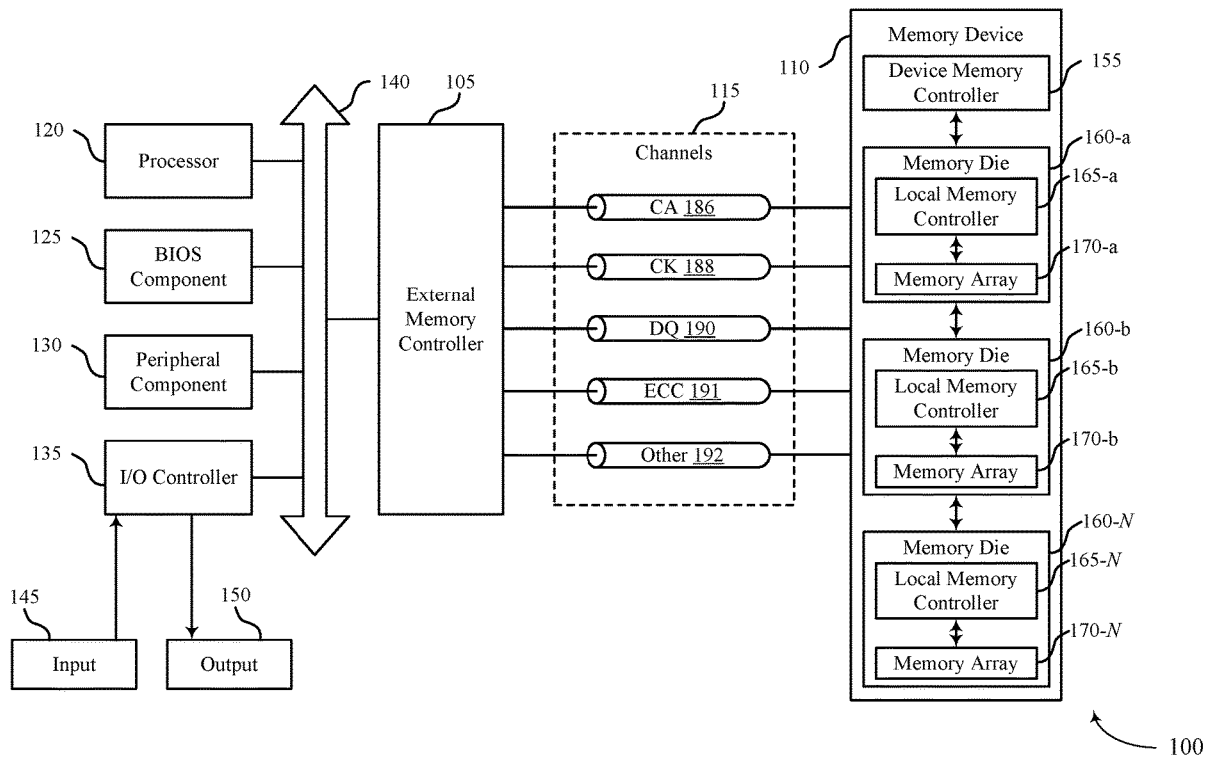 120
Processor
125
BIOS
Component
130
Peripheral
Component
135
I/O Controller
145
Input
150
Output
140
105
External
Memory
Controller
115
Channels
CA 186
CK 188
DQ 190
ECC 191
Other 192
110
Memory Device
Device Memory
Controller
155
Memory Die
160-a
Local Memory
Controller
165-a
Memory Array
170-a
Memory Die
160-b
Local Memory
Controller
165-b
Memory Array
170-b
Memory Die
160-N
Local Memory
Controller
165-N
Memory Array
170-N
100